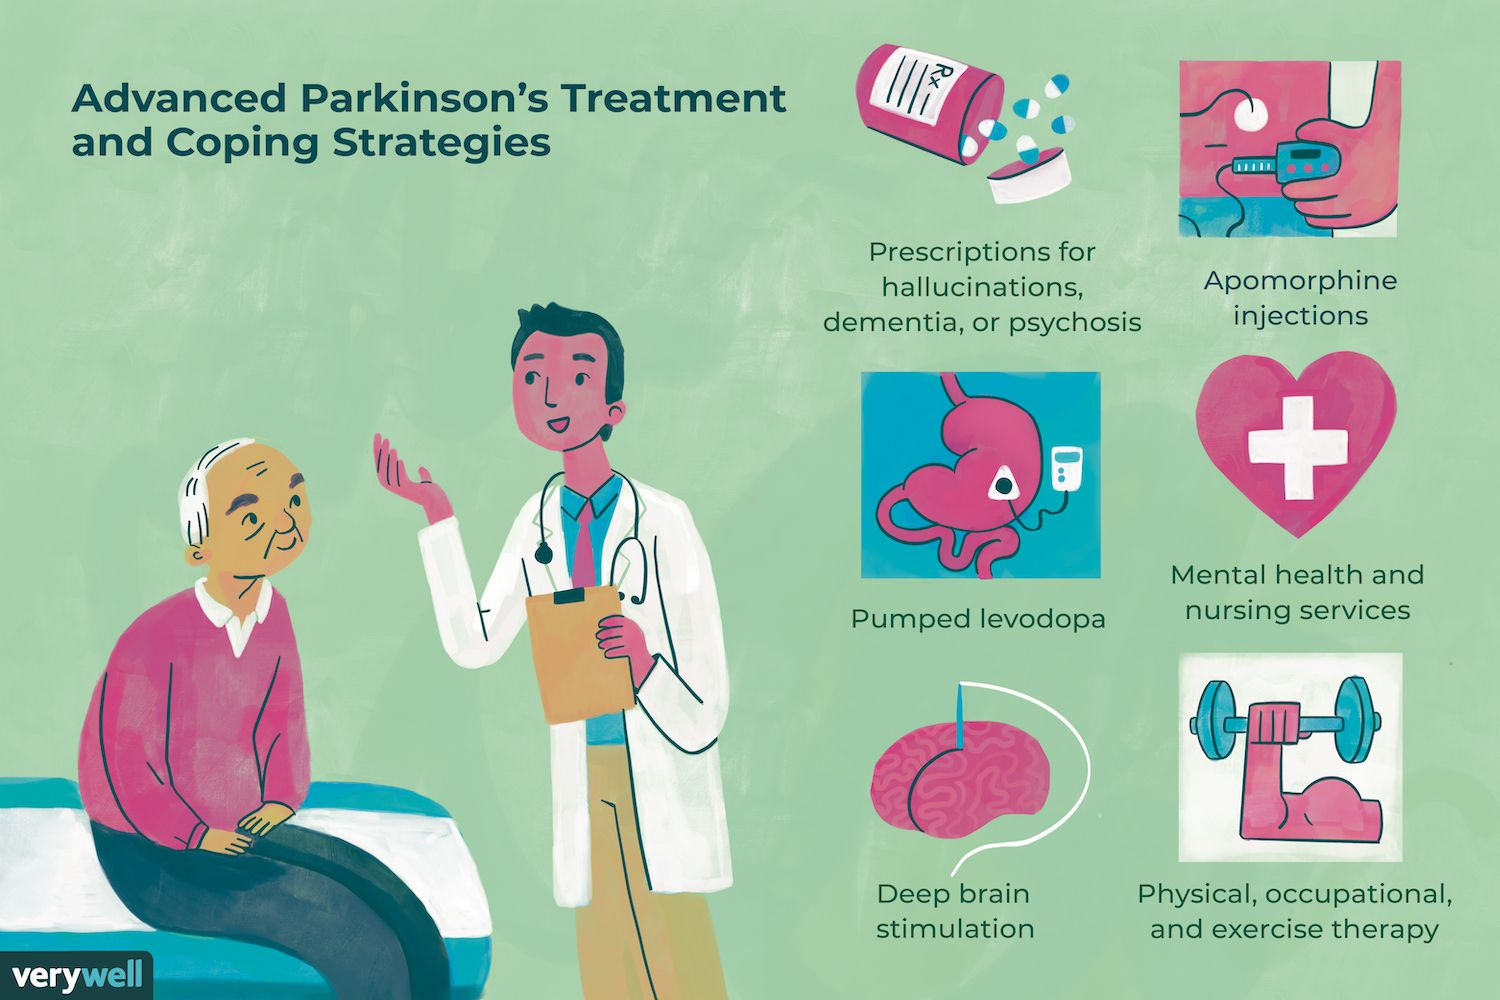 Advanced Parkinson's Treatment
and Coping Strategies
Rx
Prescriptions for
hallucinations,
dementia, or psychosis
Apomorphine
injections
Pumped levodopa
Mental health and
nursing services
Deep brain
stimulation
Physical, occupational,
and exercise therapy
verywell